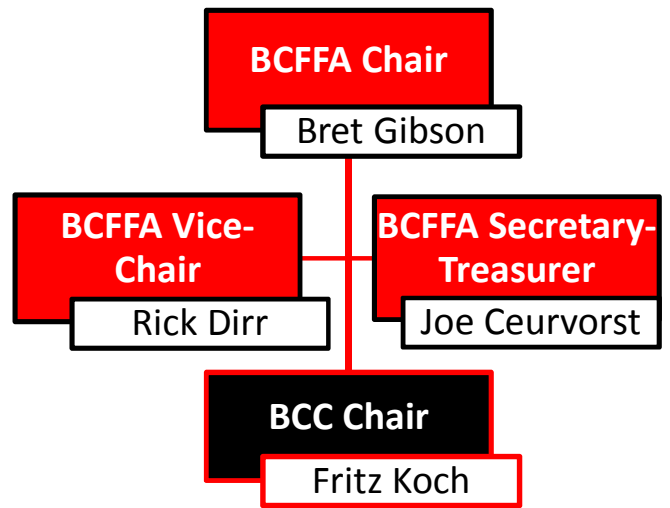 BCFFA Chair
Bret Gibson
BCFFA Vice-
Chair
Rick Dirr
BCFFA Secretary-
Treasurer
Joe Ceurvorst
BCC Chair
Fritz Koch